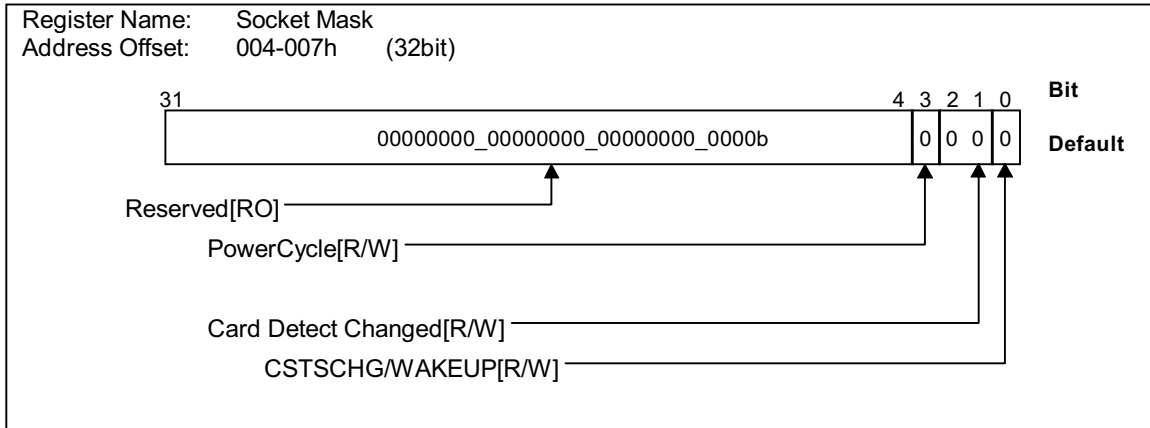 Register Name: Socket Mask
Address Offset: 004-007h (32bit)
31 4 3 2 1 0 Bit
00000000_00000000_00000000_0000b 0 0 0 0 Default
Reserved[RO]
PowerCycle[R/W]
Card Detect Changed[R/W]
CSTSCHG/WAKEUP[R/W]